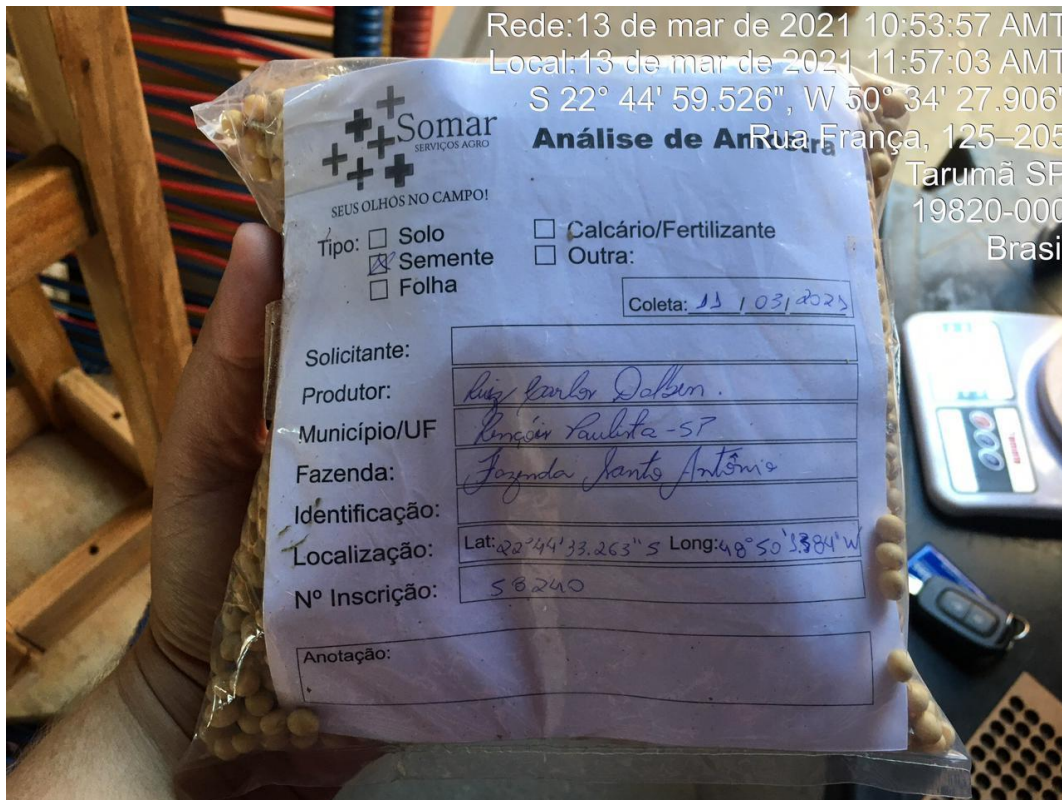 Rede:13 de mar de 2021 10:53:57 AMT
Local:13 de mar de 2021 11:57:03 AMT
S 22° 44' 59.526", W 50° 34' 27.906"
Rua França, 125–205
Tarumã SP
19820-000
Brasil
Somar
SERVIÇOS AGRO
SEUS OLHOS NO CAMPO!
Análise de Amostra
Tipo: ☐ Solo
☒ Semente
☐ Folha
☐ Calcário/Fertilizante
☐ Outra:
Coleta: 11 / 03 / 2021
Solicitante:
Produtor: Luiz Carlos Dalben.
Município/UF Lençóis Paulista - SP
Fazenda: Fazenda Santo Antônio
Identificação:
Localização: Lat: 22°44'33.263" S Long: 48°50'1.384" W
Nº Inscrição: 58240
Anotação: